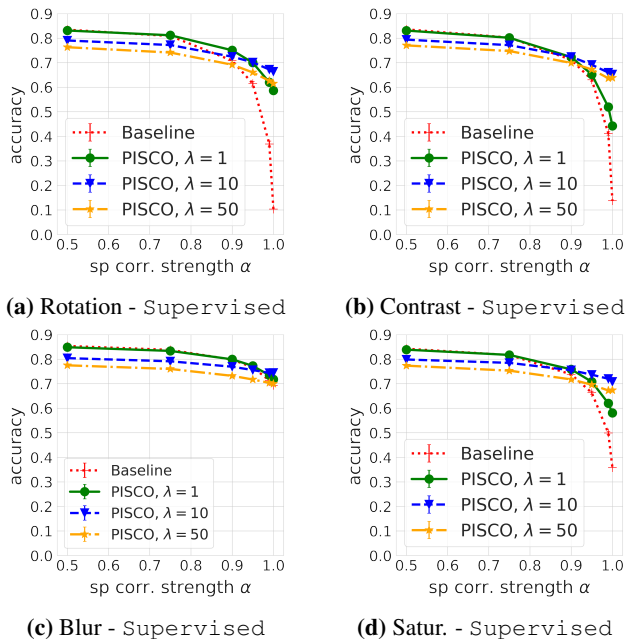 0.9
0.8
0.7
0.6
0.5
0.4
0.3
0.2
0.1
0.0
accuracy
Baseline
PISCO, λ = 1
PISCO, λ = 10
PISCO, λ = 50
0.5 0.6 0.7 0.8 0.9 1.0
sp corr. strength α
(a) Rotation - Supervised
0.9
0.8
0.7
0.6
0.5
0.4
0.3
0.2
0.1
0.0
accuracy
Baseline
PISCO, λ = 1
PISCO, λ = 10
PISCO, λ = 50
0.5 0.6 0.7 0.8 0.9 1.0
sp corr. strength α
(b) Contrast - Supervised
0.9
0.8
0.7
0.6
0.5
0.4
0.3
0.2
0.1
0.0
accuracy
Baseline
PISCO, λ = 1
PISCO, λ = 10
PISCO, λ = 50
0.5 0.6 0.7 0.8 0.9 1.0
sp corr. strength α
(c) Blur - Supervised
0.9
0.8
0.7
0.6
0.5
0.4
0.3
0.2
0.1
0.0
accuracy
Baseline
PISCO, λ = 1
PISCO, λ = 10
PISCO, λ = 50
0.5 0.6 0.7 0.8 0.9 1.0
sp corr. strength α
(d) Satur. - Supervised